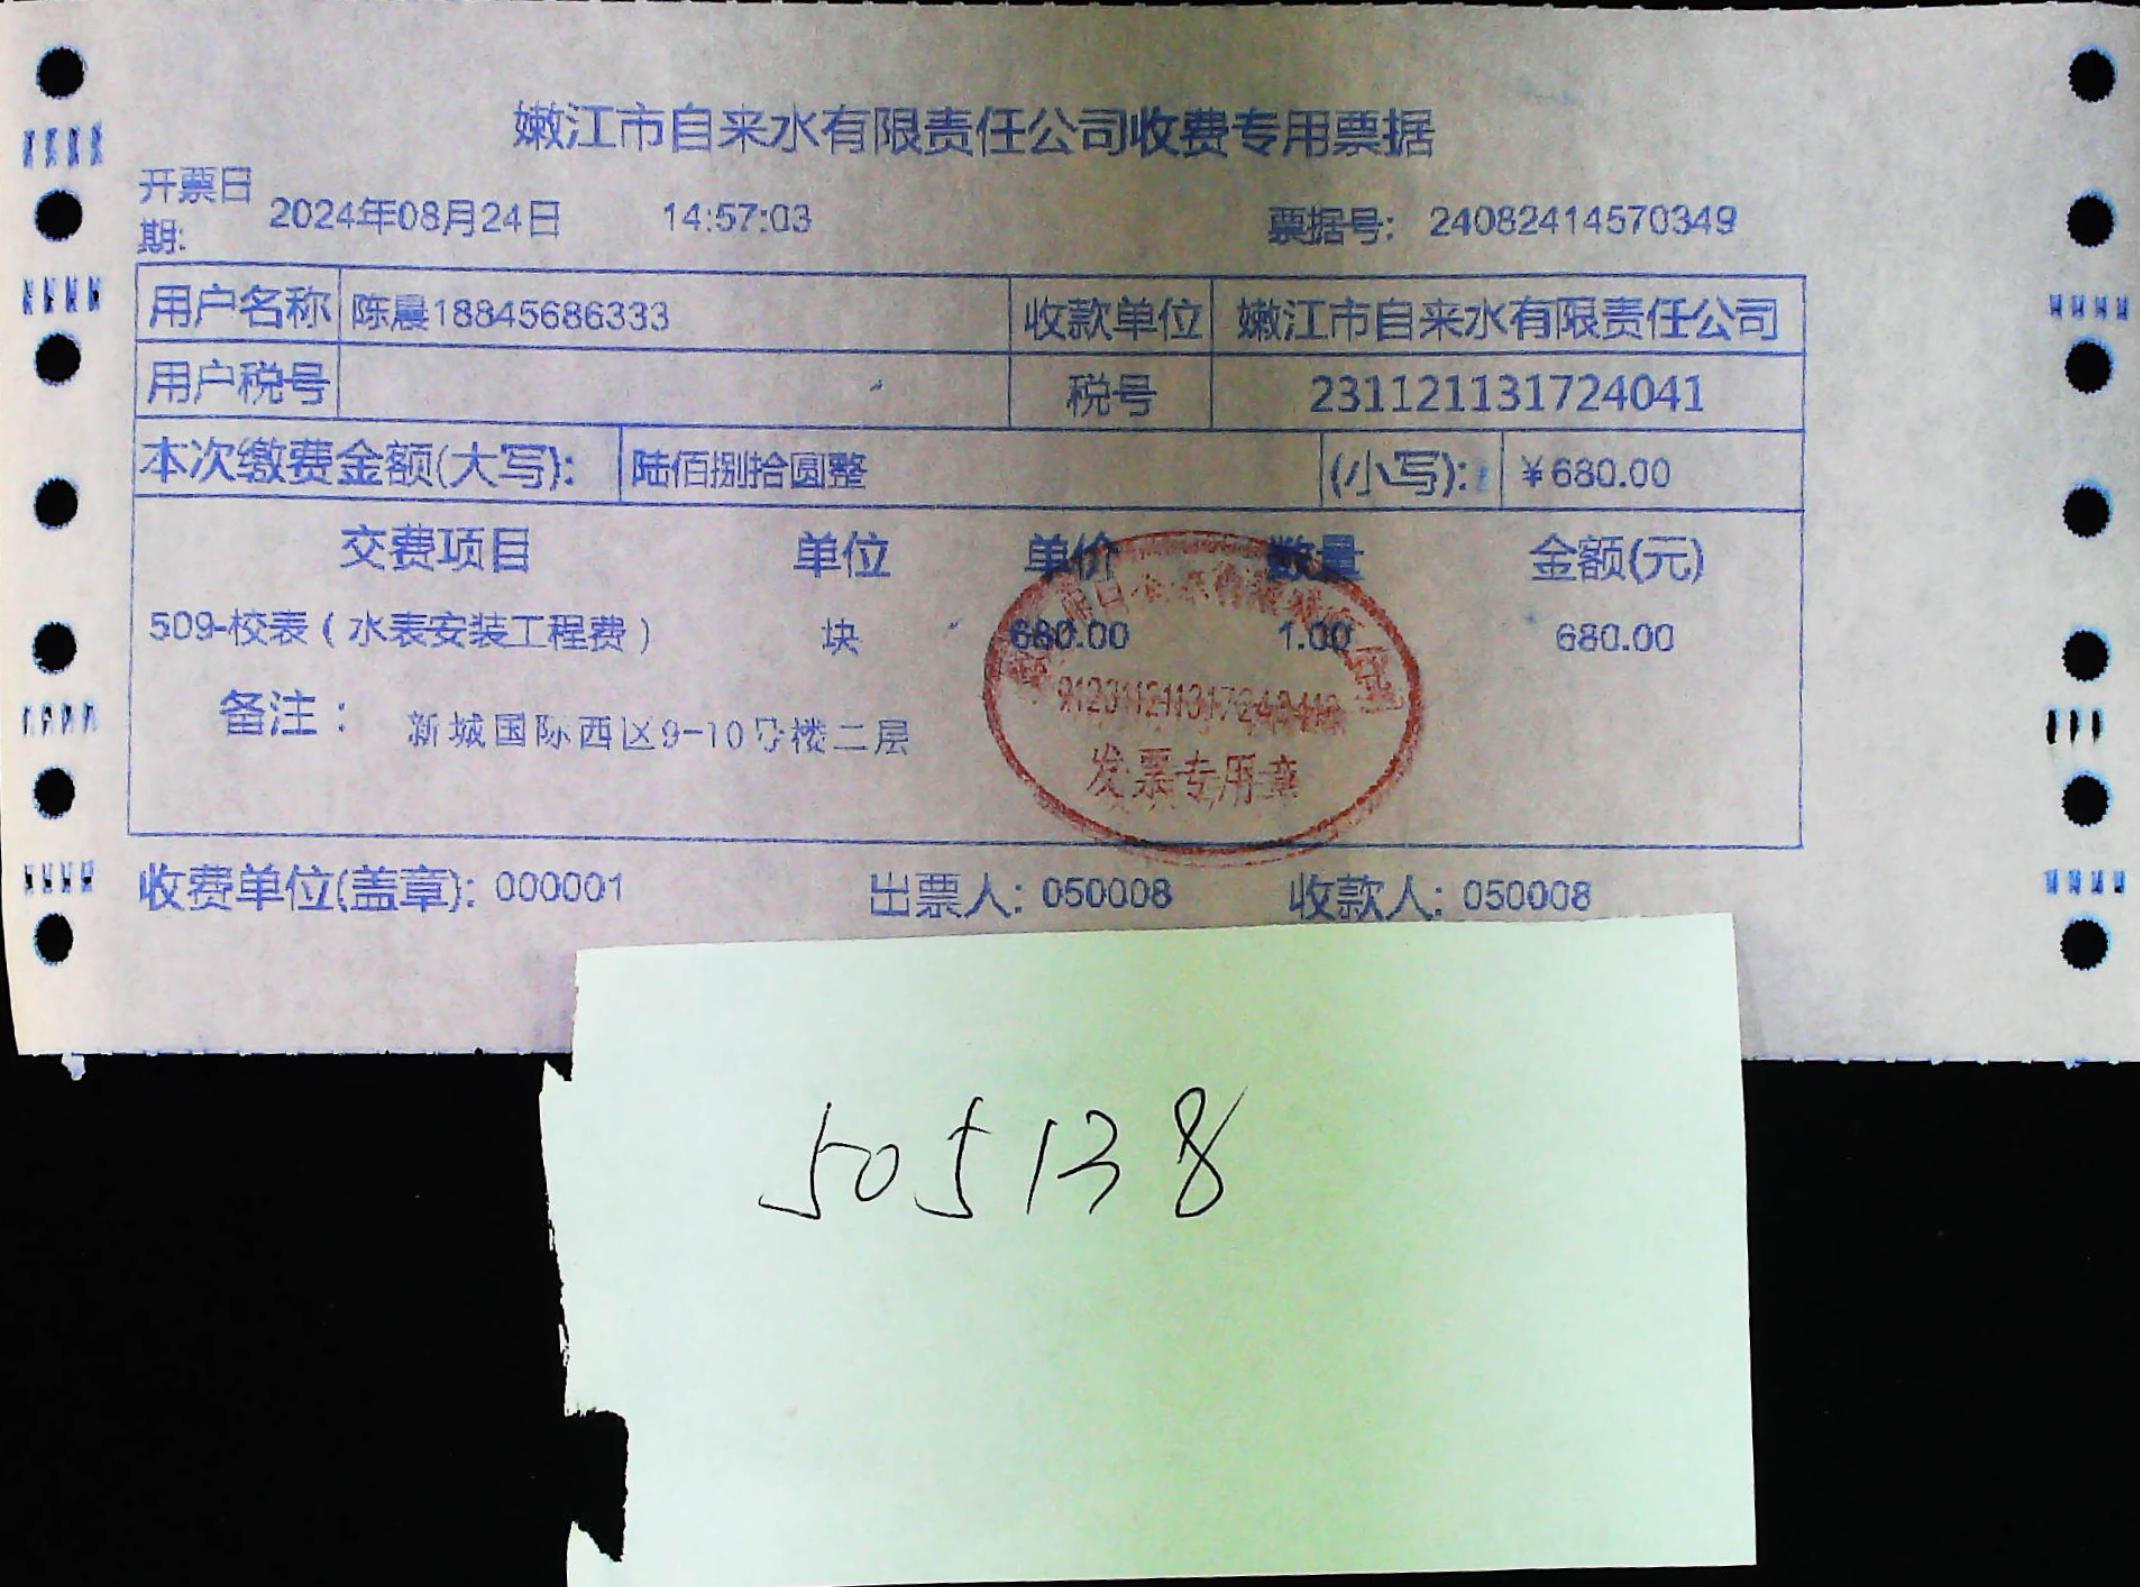 嫩江市自来水有限责任公司收费专用票据
开票日期: 2024年08月24日 14:57:03 票据号: 24082414570349
用户名称 陈晨18845686333 收款单位 嫩江市自来水有限责任公司
用户税号 税号 231121131724041
本次缴费金额(大写): 陆佰捌拾圆整 (小写): ¥680.00
交费项目 单位 单价 数量 金额(元)
509-校表(水表安装工程费) 块 680.00 1.00 680.00
备注: 新城国际西区9-10号楼二层
发票专用章
收费单位(盖章): 000001 出票人: 050008 收款人: 050008
505138